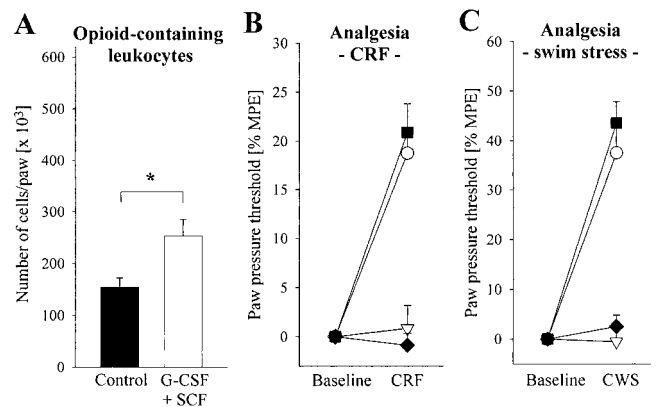 A
Opioid-containing
leukocytes
Number of cells/paw [x 10³]
600
500
400
300
200
100
0
*
Control
G-CSF
+ SCF
B
Analgesia
- CRF -
Paw pressure threshold [% MPE]
30
25
20
15
10
5
0
Baseline
CRF
C
Analgesia
- swim stress -
Paw pressure threshold [% MPE]
60
50
40
30
20
10
0
Baseline
CWS